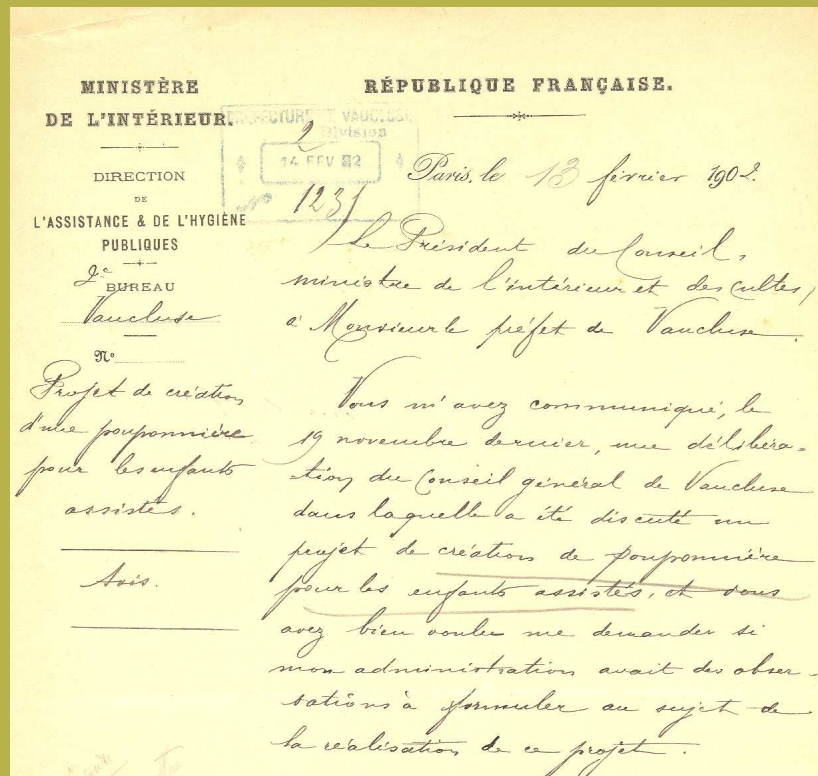 MINISTÈRE
DE L'INTÉRIEUR.
DIRECTION
DE
L'ASSISTANCE & DE L'HYGIÈNE
PUBLIQUES
2e BUREAU
Vaucluse
N°
Projet de création
d'une pouponnière
pour les enfants
assistés.
Avis.
PREFECTURE DE VAUCLUSE
2 Division
14 FEV 02
1231
RÉPUBLIQUE FRANÇAISE.
Paris, le 13 février 1902.
Le Président du Conseil,
ministre de l'intérieur et des cultes,
à Monsieur le préfet de Vaucluse.
Vous m'avez communiqué, le
19 novembre dernier, une délibéra-
tion du Conseil général de Vaucluse
dans laquelle a été discuté un
projet de création de pouponnière
pour les enfants assistés, et vous
avez bien voulu me demander si
mon administration avait des obser-
vations à formuler au sujet de
la réalisation de ce projet.